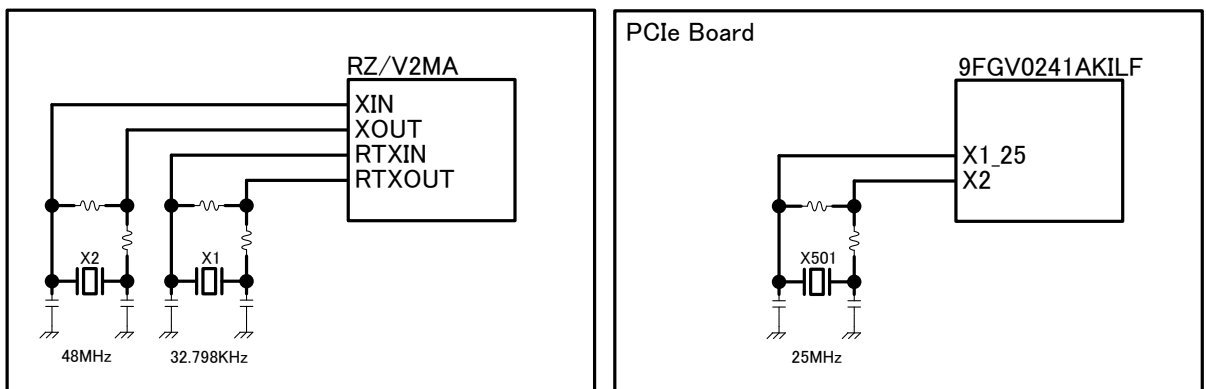 RZ/V2MA
XIN
XOUT
RTXIN
RTXOUT
X2
X1
48MHz
32.798KHz
PCIe Board
9FGV0241AKILF
X1_25
X2
X501
25MHz